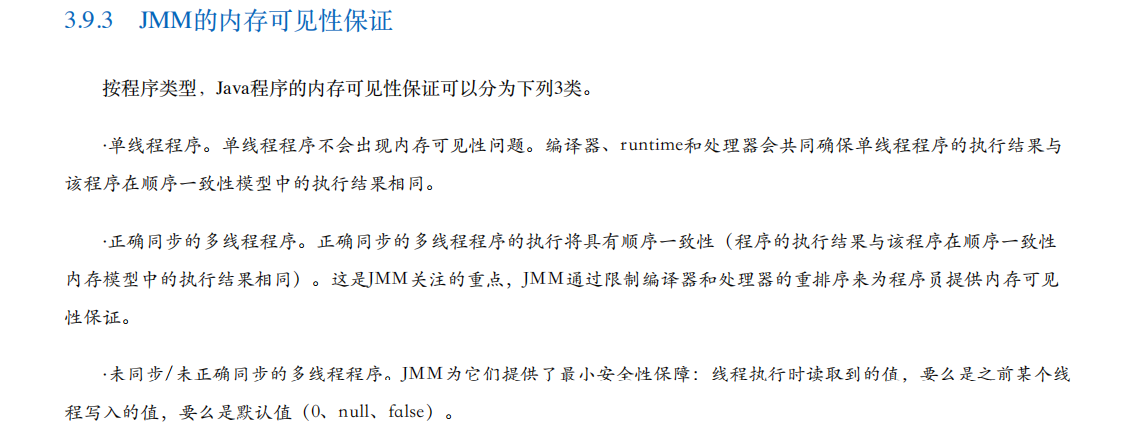 3.9.3 JMM的内存可见性保证
按程序类型，Java程序的内存可见性保证可以分为下列3类。
·单线程程序。单线程程序不会出现内存可见性问题。编译器、runtime和处理器会共同确保单线程程序的执行结果与
该程序在顺序一致性模型中的执行结果相同。
·正确同步的多线程程序。正确同步的多线程程序的执行将具有顺序一致性（程序的执行结果与该程序在顺序一致性
内存模型中的执行结果相同）。这是JMM关注的重点，JMM通过限制编译器和处理器的重排序来为程序员提供内存可见
性保证。
·未同步/未正确同步的多线程程序。JMM为它们提供了最小安全性保障：线程执行时读取到的值，要么是之前某个线
程写入的值，要么是默认值（0、null、false）。